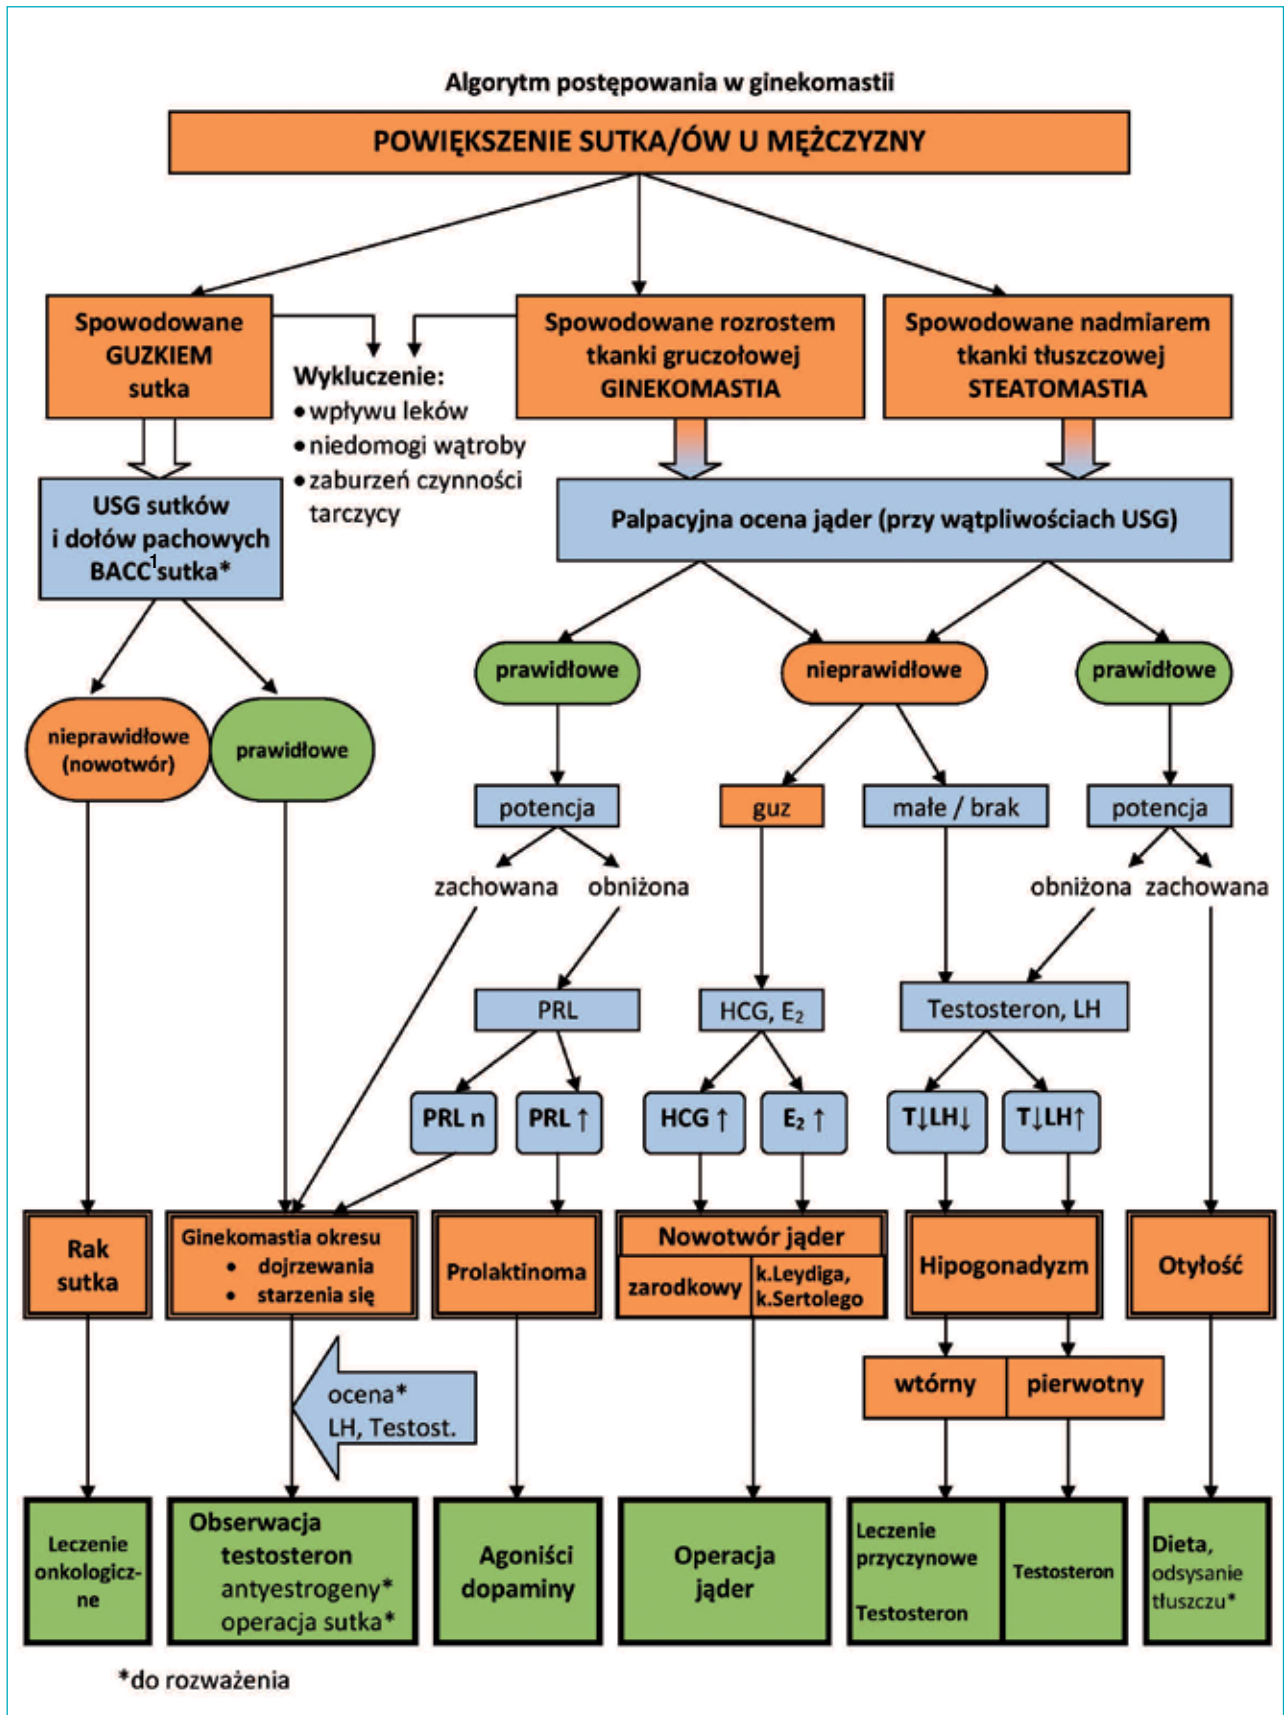 Algorytm postępowania w ginekomastii
POWIĘKSZENIE SUTKA/ÓW U MĘŻCZYZNY
Spowodowane
GUZKIEM
sutka
Wykluczenie:
• wpływu leków
• niedomogi wątroby
• zaburzeń czynności
tarczycy
Spowodowane rozrostem
tkanki gruczołowej
GINEKOMASTIA
Spowodowane nadmiarem
tkanki tłuszczowej
STEATOMASTIA
USG sutków
i dołów pachowych
BACC¹ sutka*
Palpacyjna ocena jąder (przy wątpliwościach USG)
prawidłowe
nieprawidłowe
prawidłowe
nieprawidłowe
(nowotwór)
prawidłowe
potencja
guz
małe / brak
potencja
zachowana
obniżona
obniżona
zachowana
PRL
HCG, E₂
Testosteron, LH
PRL n
PRL ↑
HCG ↑
E₂ ↑
T↓LH↓
T↓LH↑
Rak
sutka
Ginekomastia okresu
• dojrzewania
• starzenia się
Prolaktinoma
Nowotwór jąder
zarodkowy
k.Leydiga,
k.Sertolego
Hipogonadyzm
Otyłość
wtórny
pierwotny
ocena*
LH, Testost.
Leczenie
onkologicz-
ne
Obserwacja
testosteron
antyestrogeny*
operacja sutka*
Agoniści
dopaminy
Operacja
jąder
Leczenie
przyczynowe
Testosteron
Testosteron
Dieta,
odsysanie
tłuszczu*
*do rozważenia